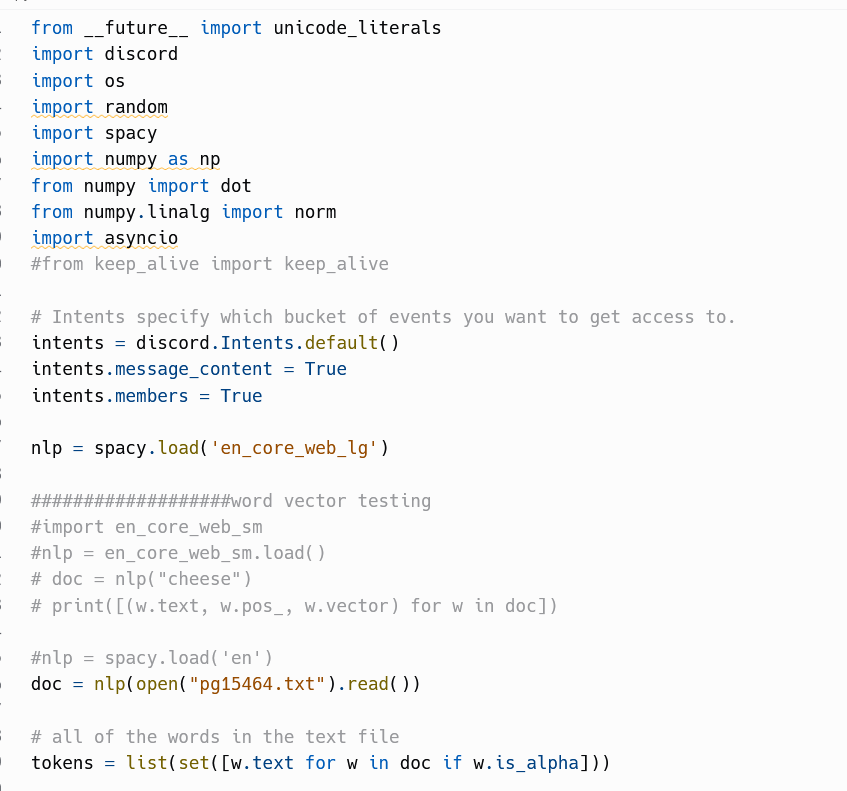 from __future__ import unicode_literals
import discord
import os
import random
import spacy
import numpy as np
from numpy import dot
from numpy.linalg import norm
import asyncio
#from keep_alive import keep_alive
# Intents specify which bucket of events you want to get access to.
intents = discord.Intents.default()
intents.message_content = True
intents.members = True
nlp = spacy.load('en_core_web_lg')
###################word vector testing
#import en_core_web_sm
#nlp = en_core_web_sm.load()
# doc = nlp("cheese")
# print([(w.text, w.pos_, w.vector) for w in doc])
#nlp = spacy.load('en')
doc = nlp(open("pg15464.txt").read())
# all of the words in the text file
tokens = list(set([w.text for w in doc if w.is_alpha]))